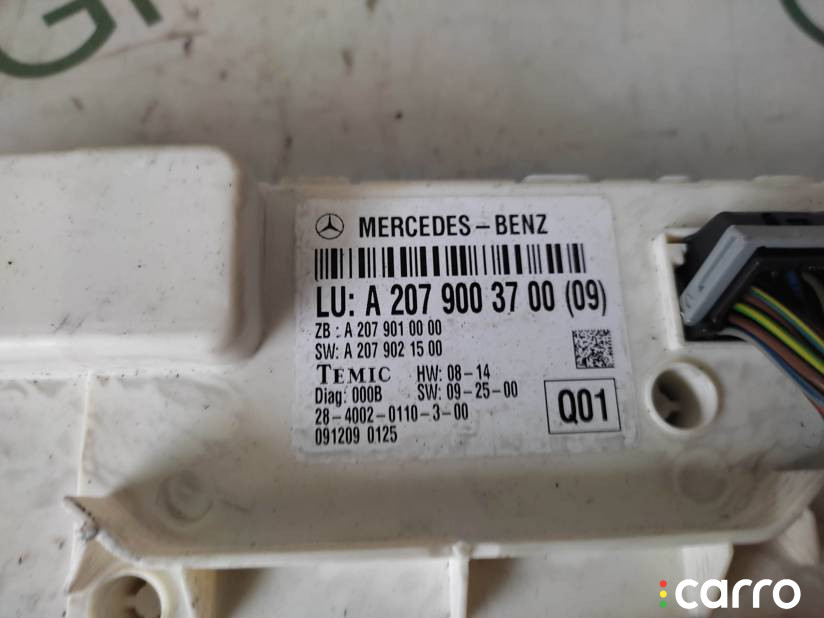 MERCEDES-BENZ
LU: A 207 900 37 00 (09)
ZB : A 207 901 00 00
SW: A 207 902 15 00
TEMIC HW: 08-14
Diag: 000B SW: 09-25-00
28-4002-0110-3-00
091209 0125
Q01
carro